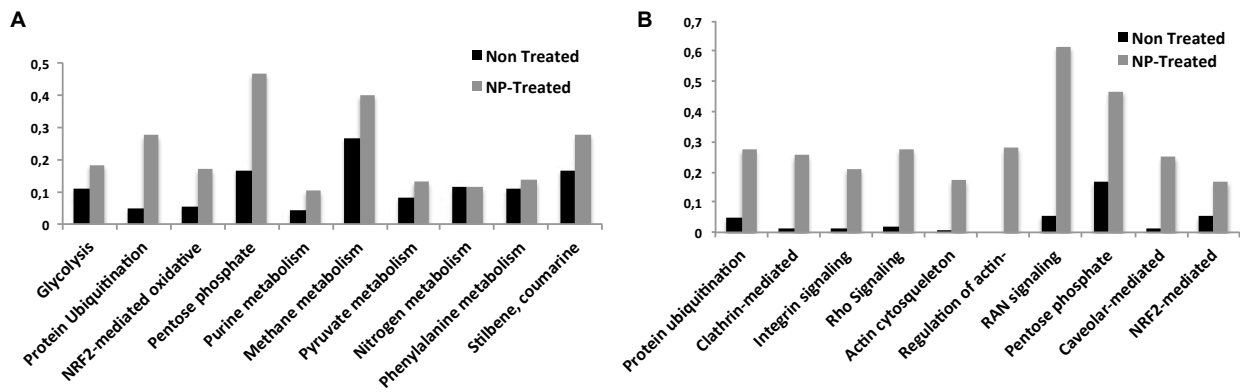 A
Non Treated
NP-Treated
0,5
0,4
0,3
0,2
0,1
0
Glycolysis
Protein Ubiquitination
NRF2-mediated oxidative
Pentose phosphate
Purine metabolism
Methane metabolism
Pyruvate metabolism
Nitrogen metabolism
Phenylalanine metabolism
Stilbene, coumarine
B
Non Treated
NP-Treated
0,7
0,6
0,5
0,4
0,3
0,2
0,1
0
Protein ubiquitination
Clathrin-mediated
Integrin signaling
Rho Signaling
Actin cytosqueleton
Regulation of actin-
RAN signaling
Pentose phosphate
Caveolar-mediated
NRF2-mediated